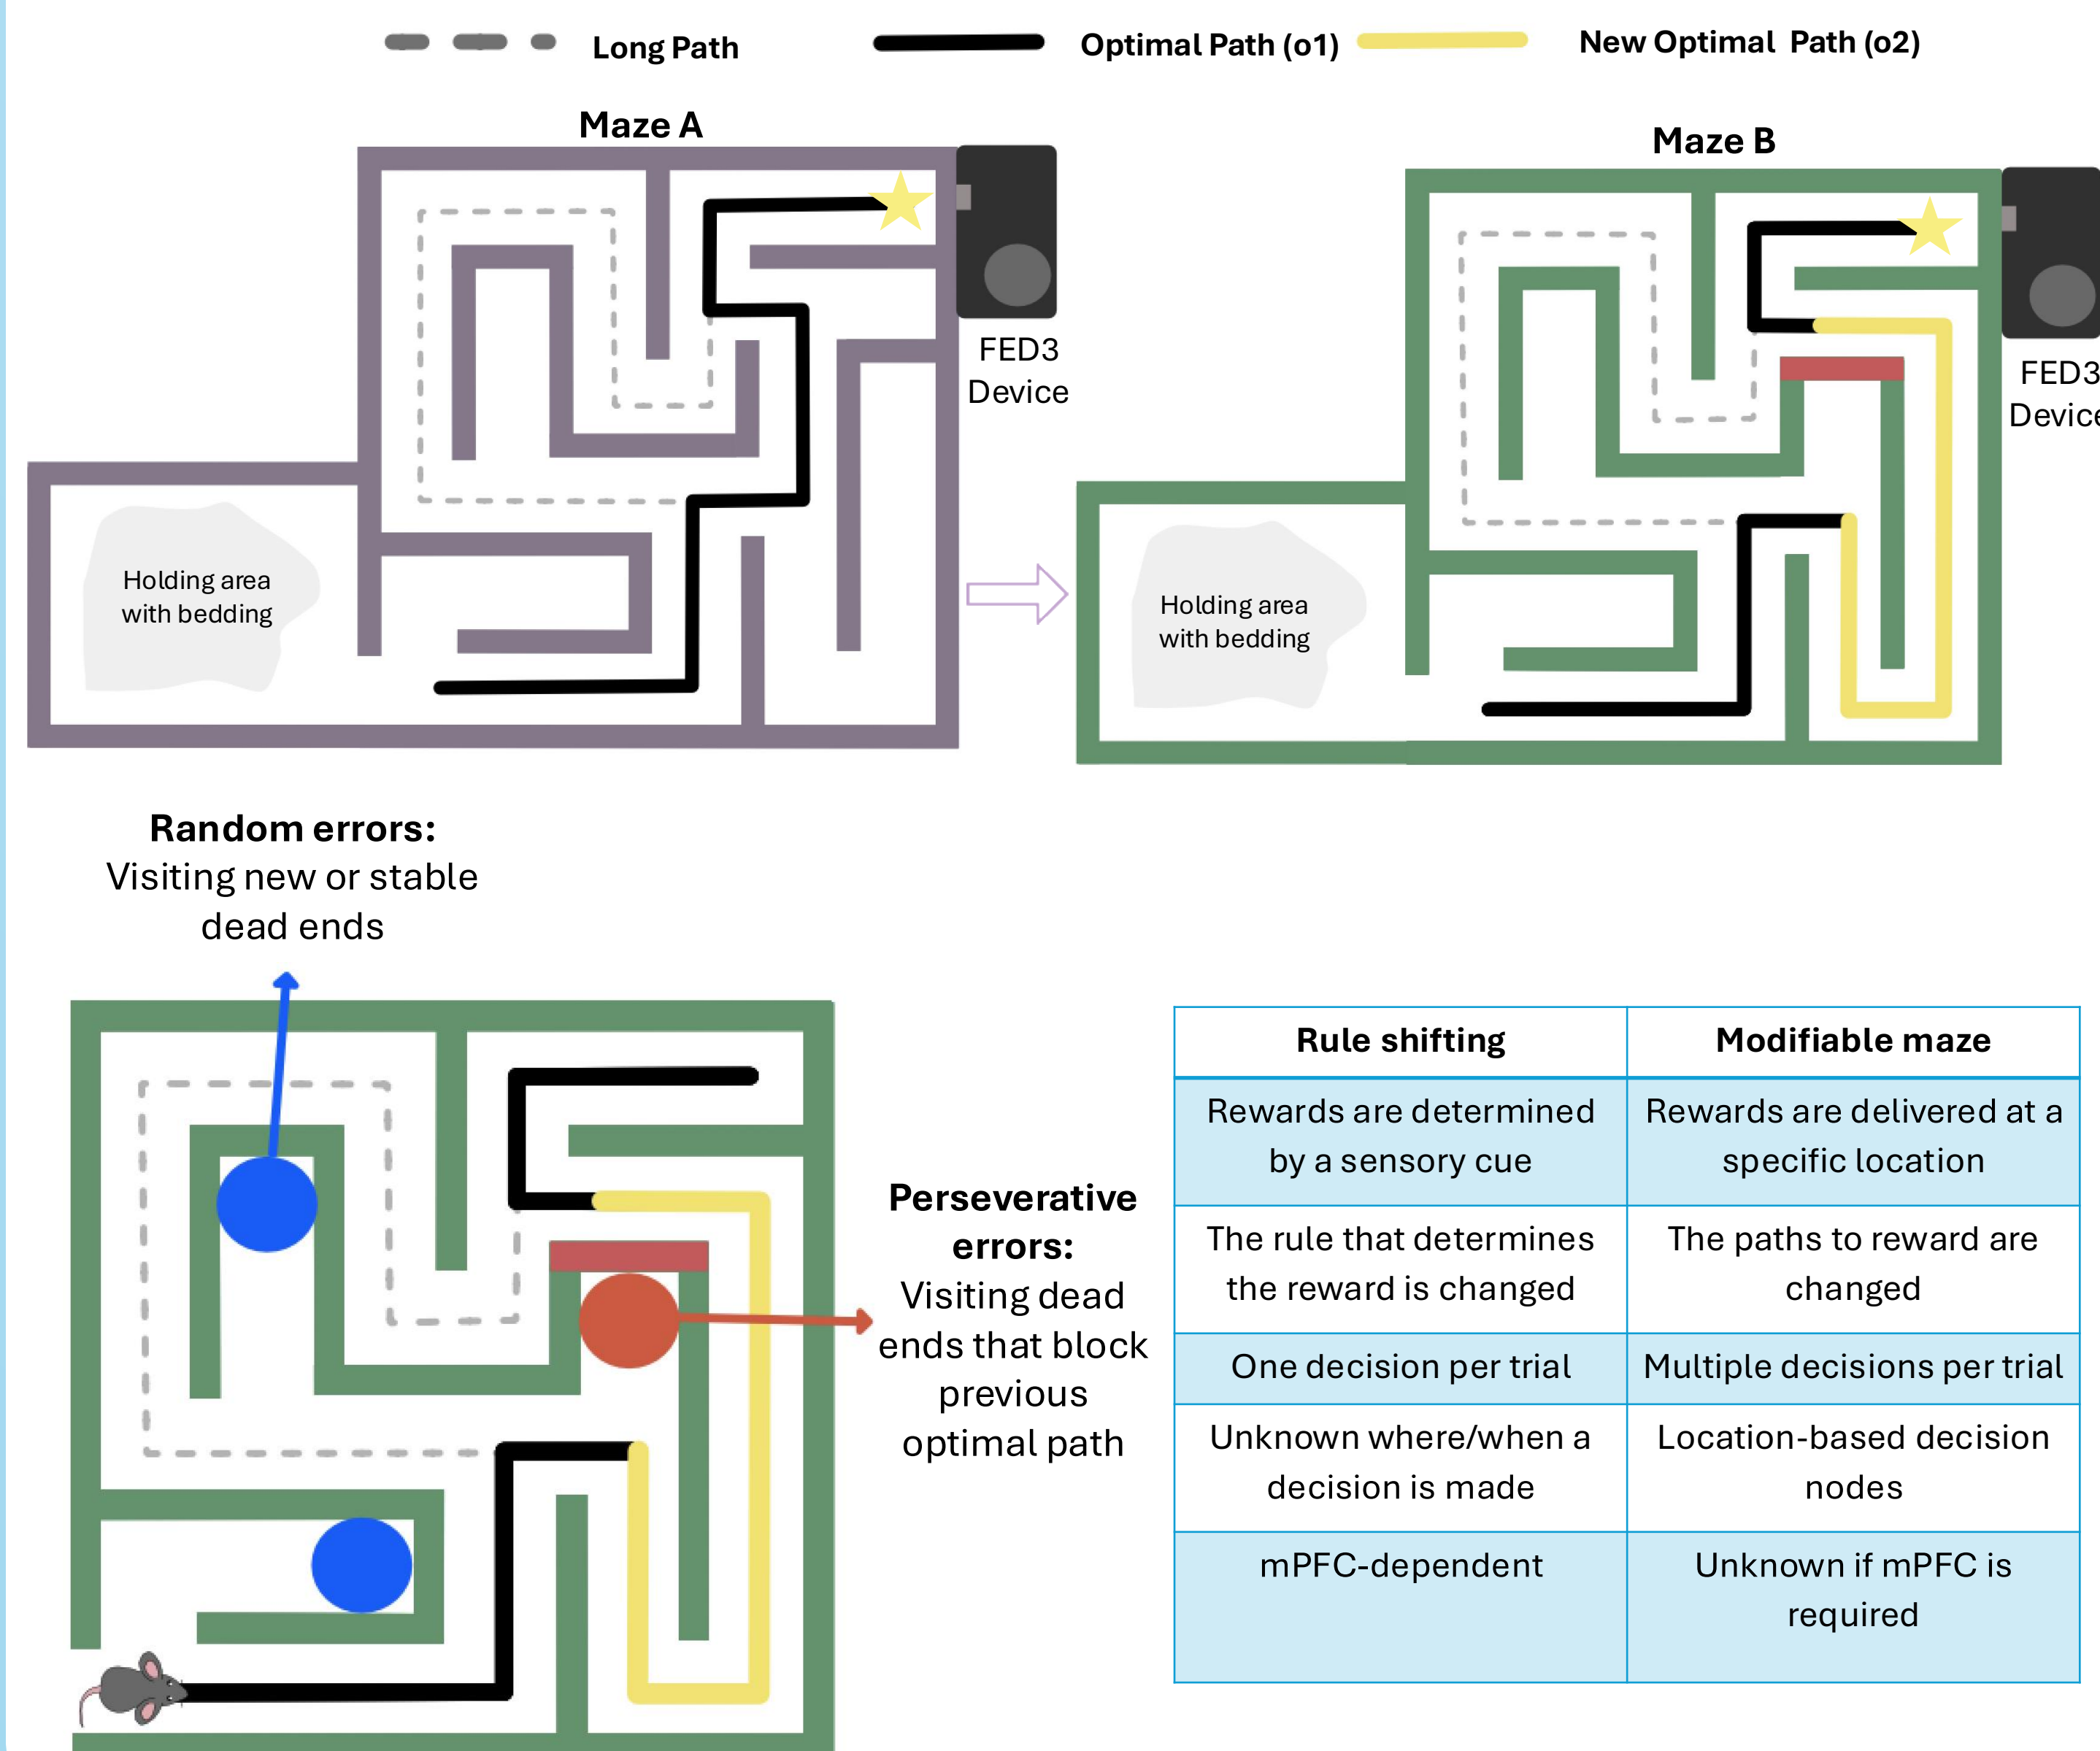 Long Path
Optimal Path (o1)
New Optimal Path (o2)
Maze A
Maze B
FED3
Device
FED3
Device
Holding area
with bedding
Holding area
with bedding
Random errors:
Visiting new or stable
dead ends
Perseverative
errors:
Visiting dead
ends that block
previous
optimal path
Rule shifting
Modifiable maze
Rewards are determined
by a sensory cue
Rewards are delivered at a
specific location
The rule that determines
the reward is changed
The paths to reward are
changed
One decision per trial
Multiple decisions per trial
Unknown where/when a
decision is made
Location-based decision
nodes
mPFC-dependent
Unknown if mPFC is
required